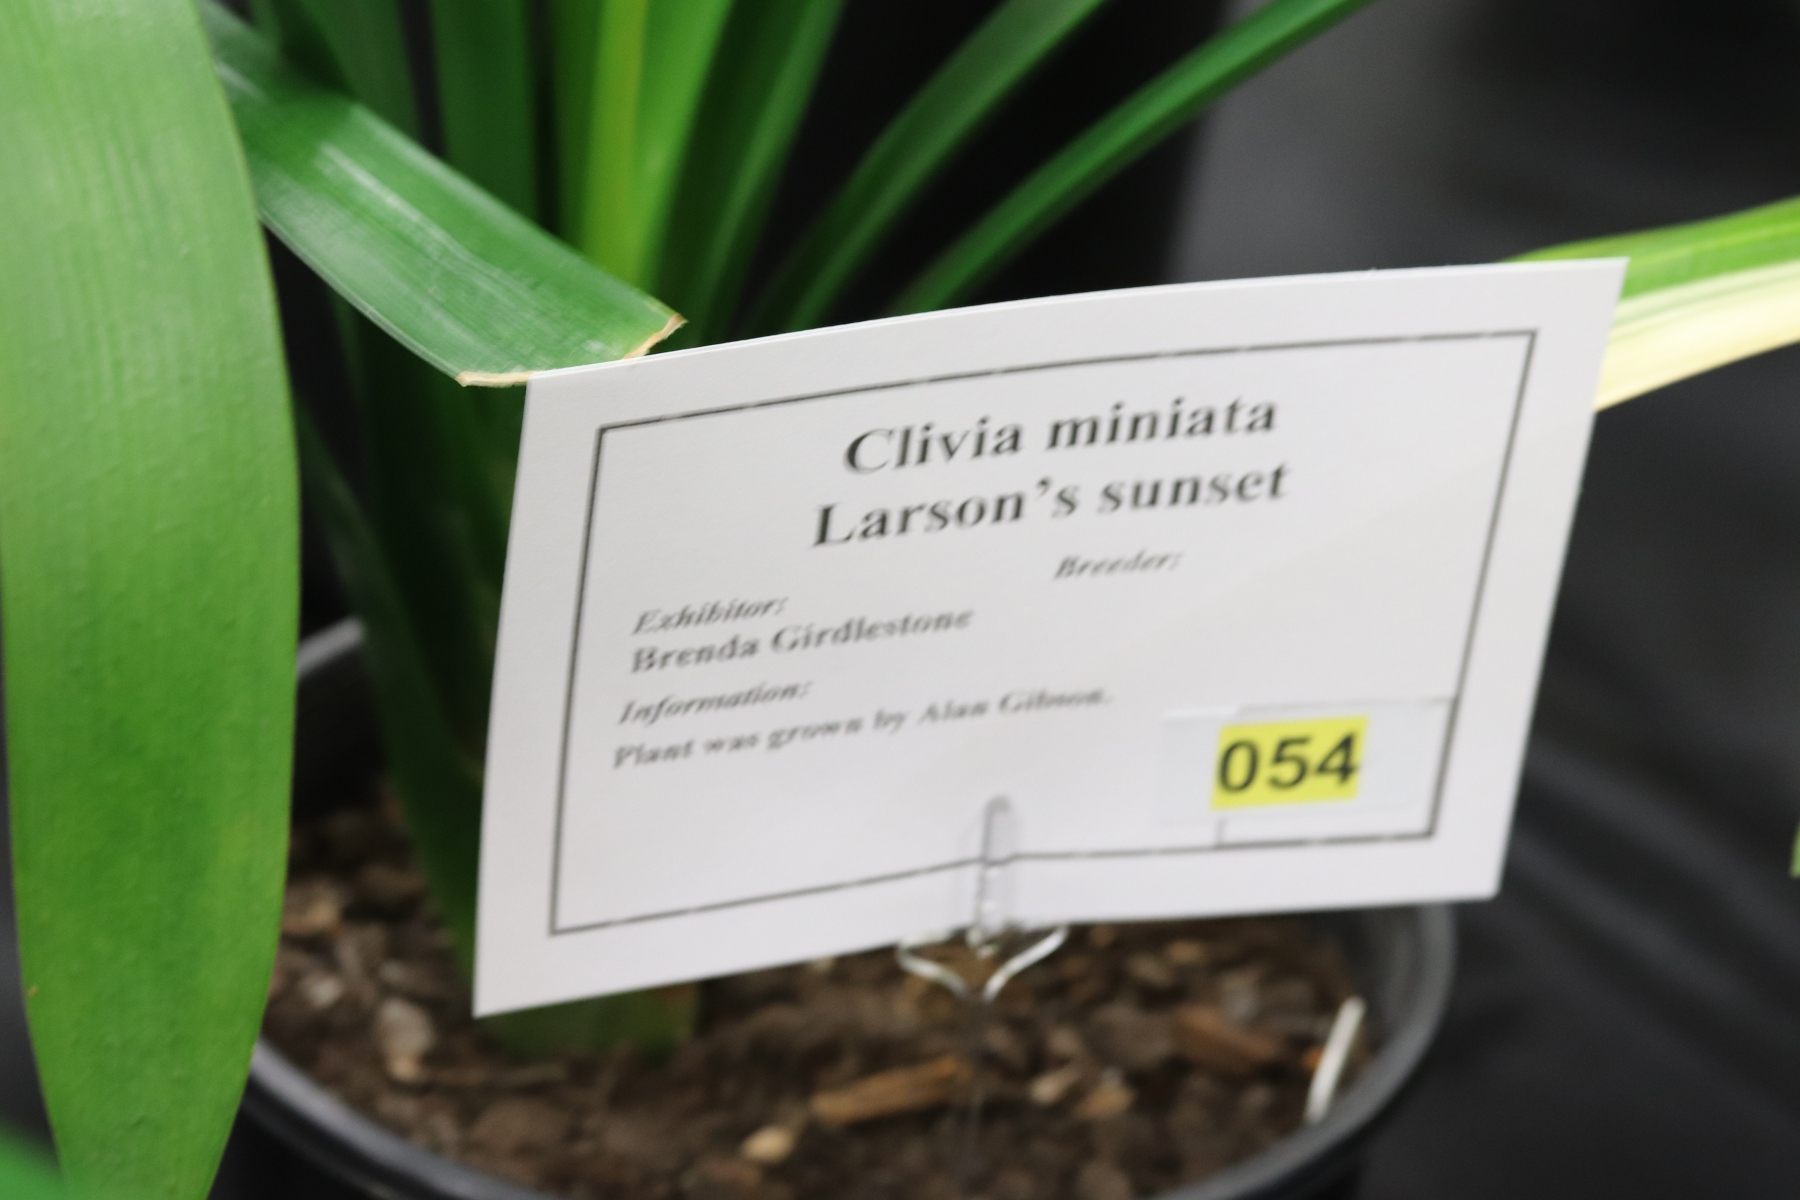 Clivia miniata
Larson's sunset
Breeder:
Exhibitor:
Brenda Girdlestone
Information:
Plant was grown by Alan Gibson.
054